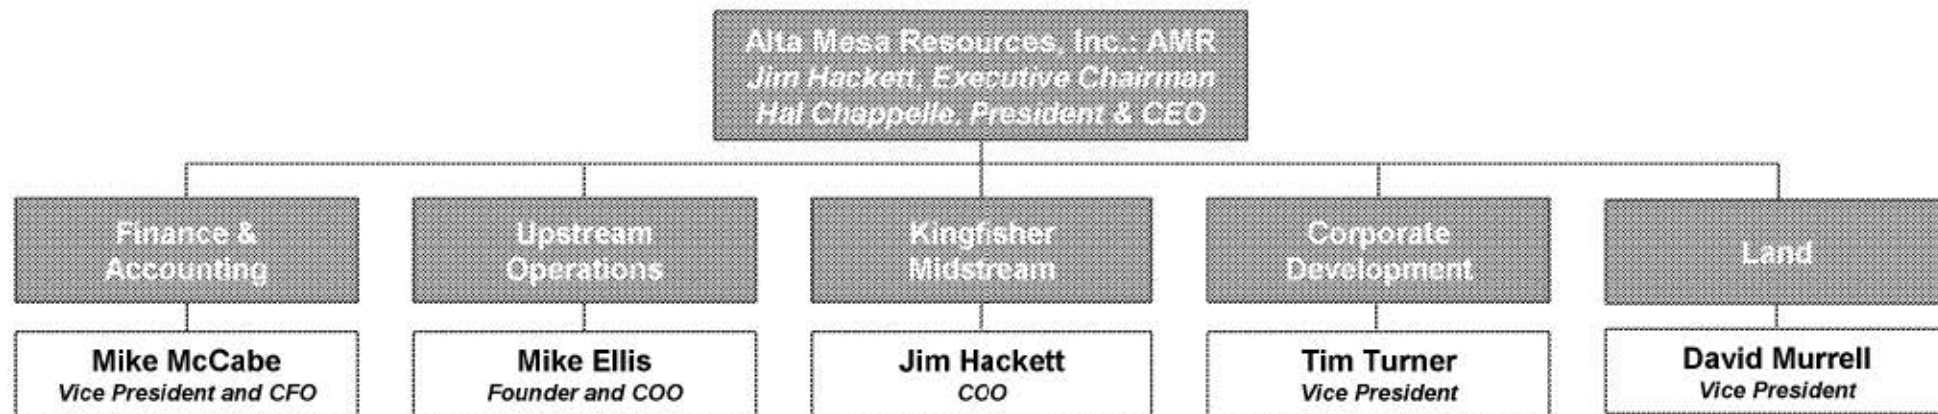 Alta Mesa Resources, Inc.: AMR
Jim Hackett, Executive Chairman
Hal Chappelle, President & CEO
Finance &
Accounting
Upstream
Operations
Kingfisher
Midstream
Corporate
Development
Land
Mike McCabe
Vice President and CFO
Mike Ellis
Founder and COO
Jim Hackett
COO
Tim Turner
Vice President
David Murrell
Vice President